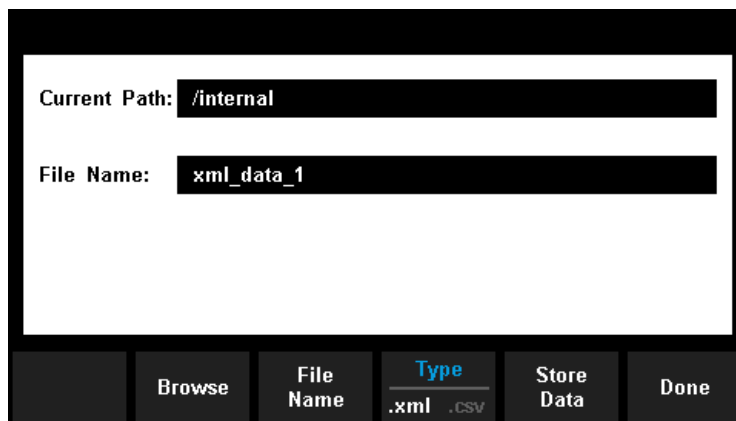 Current Path: /internal
File Name: xml_data_1
Browse
File
Name
Type
.xml .csv
Store
Data
Done